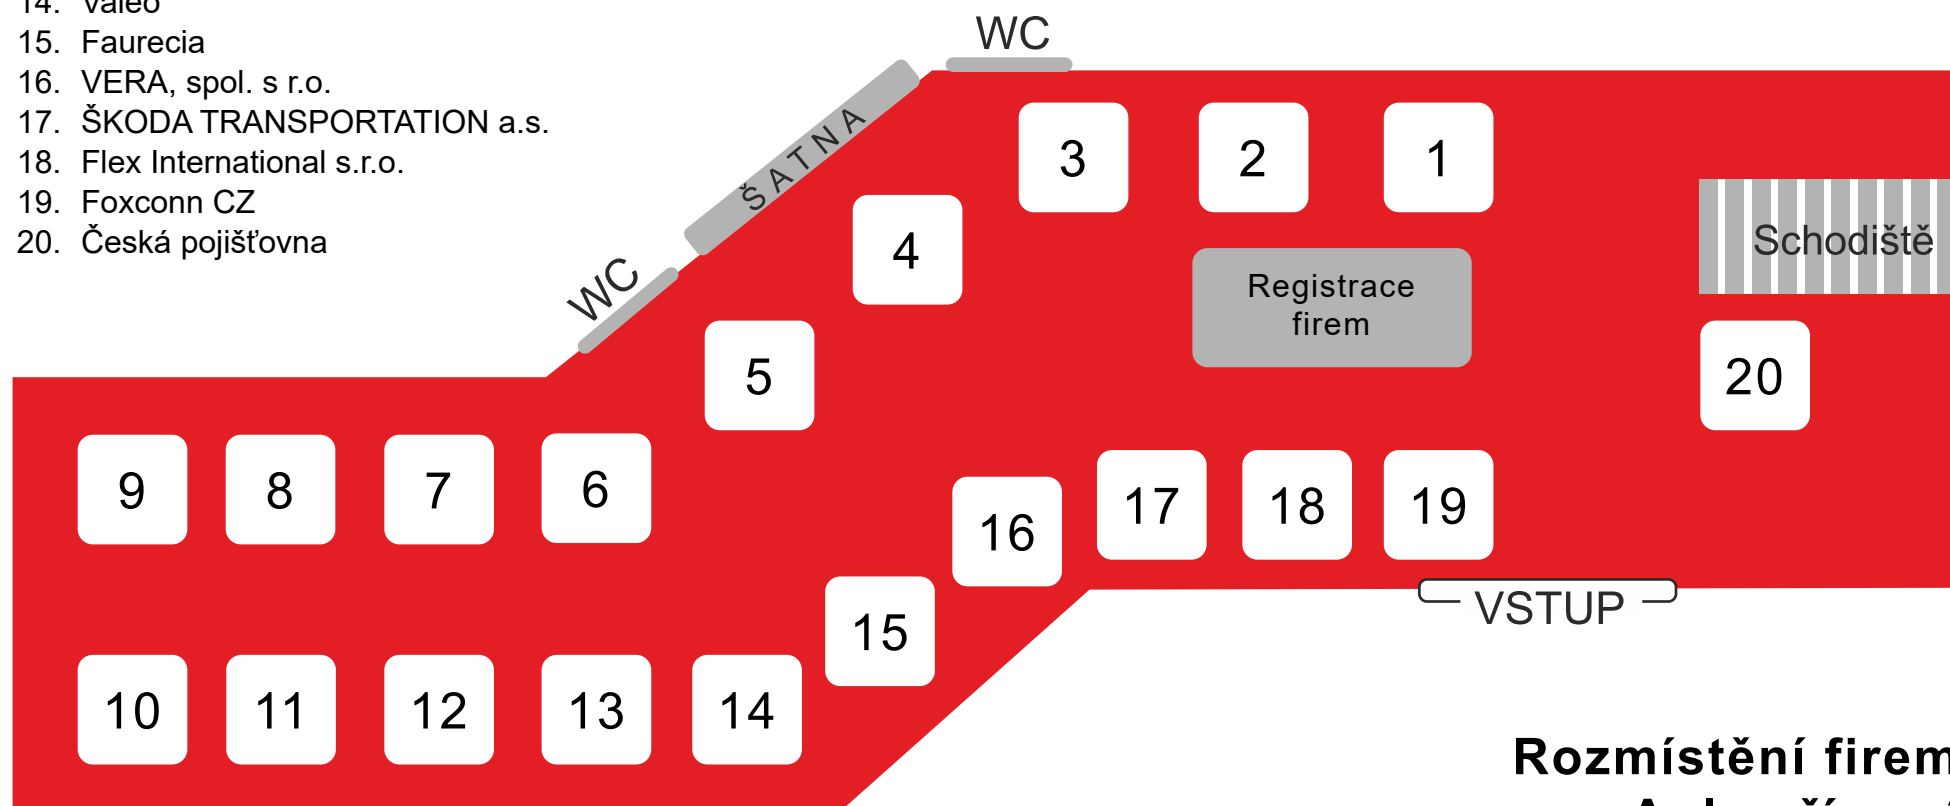 14. Valeo
15. Faurecia
16. VERA, spol. s r.o.
17. ŠKODA TRANSPORTATION a.s.
18. Flex International s.r.o.
19. Foxconn CZ
20. Česká pojišťovna
WC
ŠATNA
WC
3
2
1
4
Schodiště
Registrace
firem
5
20
9
8
7
6
16
17
18
19
15
VSTUP
10
11
12
13
14
Rozmístění firem